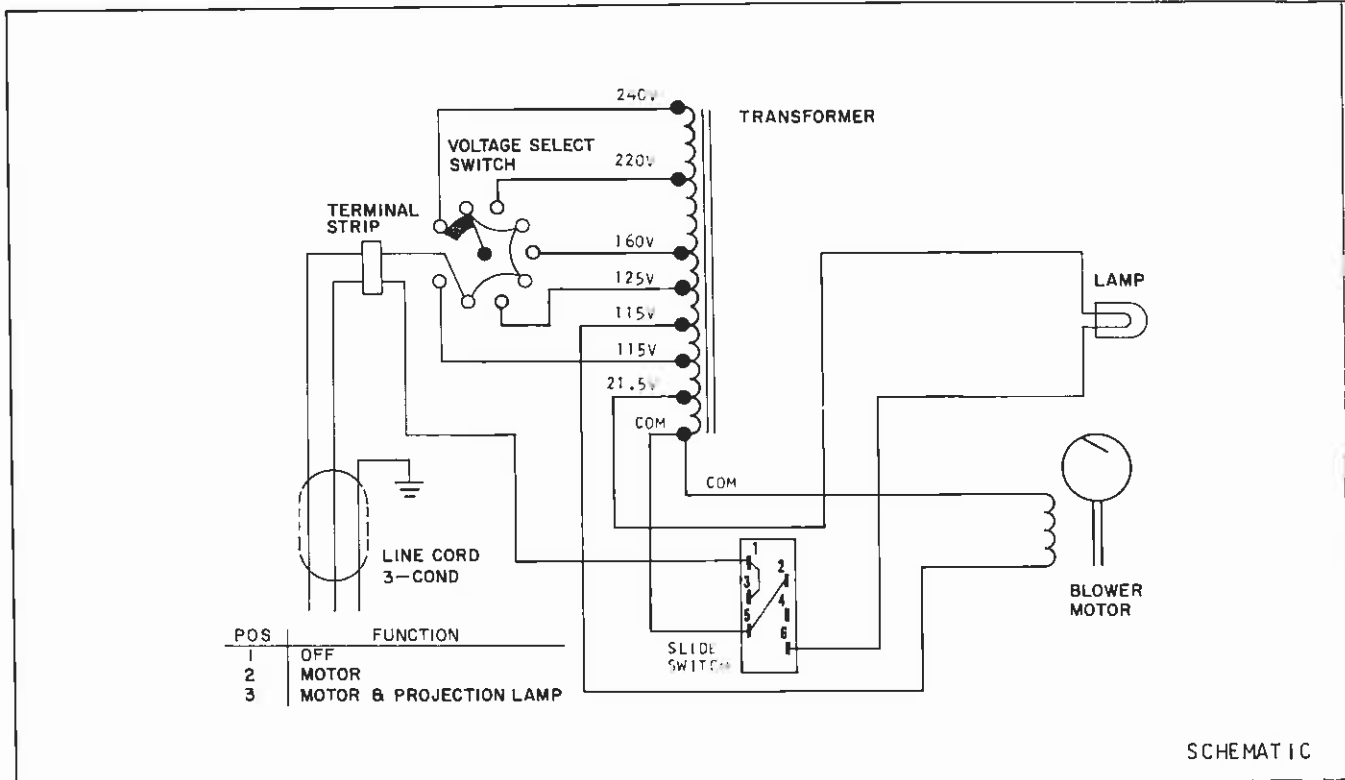 240V
TRANSFORMER
VOLTAGE SELECT
SWITCH
220V
TERMINAL
STRIP
160V
125V
LAMP
115V
115V
21.5V
COM
COM
LINE CORD
3-COND
1
2
3
4
5
6
SLIDE
SWITCH
BLOWER
MOTOR
POS FUNCTION
1 OFF
2 MOTOR
3 MOTOR & PROJECTION LAMP
SCHEMATIC